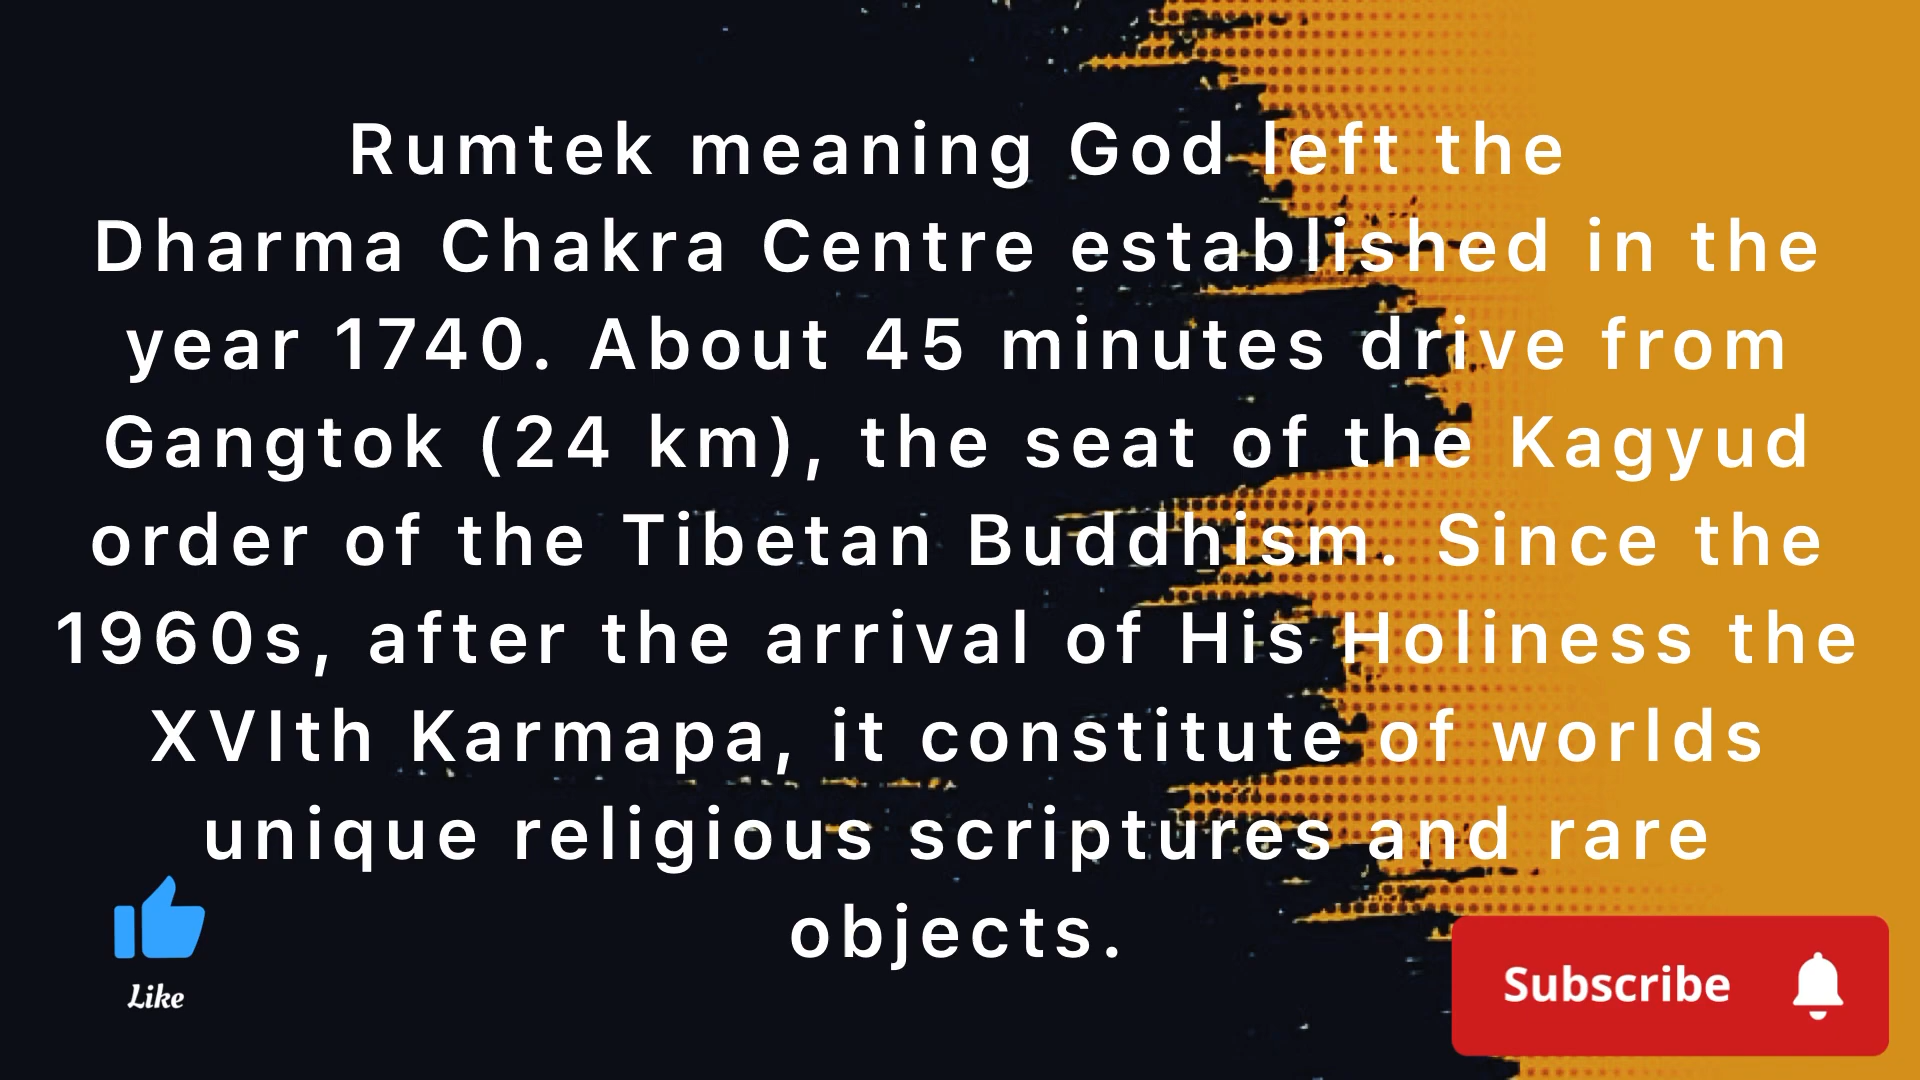 Rumtek meaning God left the
Dharma Chakra Centre established in the
year 1740. About 45 minutes drive from
Gangtok (24 km), the seat of the Kagyud
order of the Tibetan Buddhism. Since the
1960s, after the arrival of His Holiness the
XVIth Karmapa, it constitute of worlds
unique religious scriptures and rare
objects.
Like
Subscribe